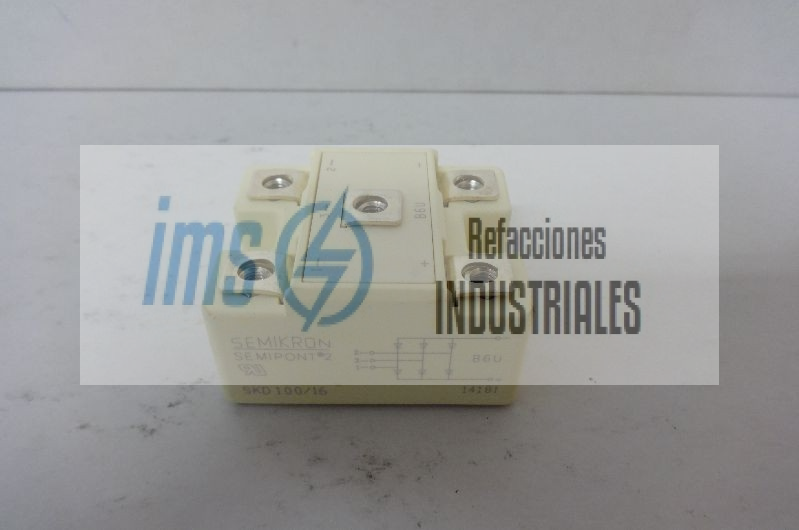 B6U
+
ims
Refacciones
INDUSTRIALES
SEMIKRON
SEMIPONT®2
B6U
SKD 100/16